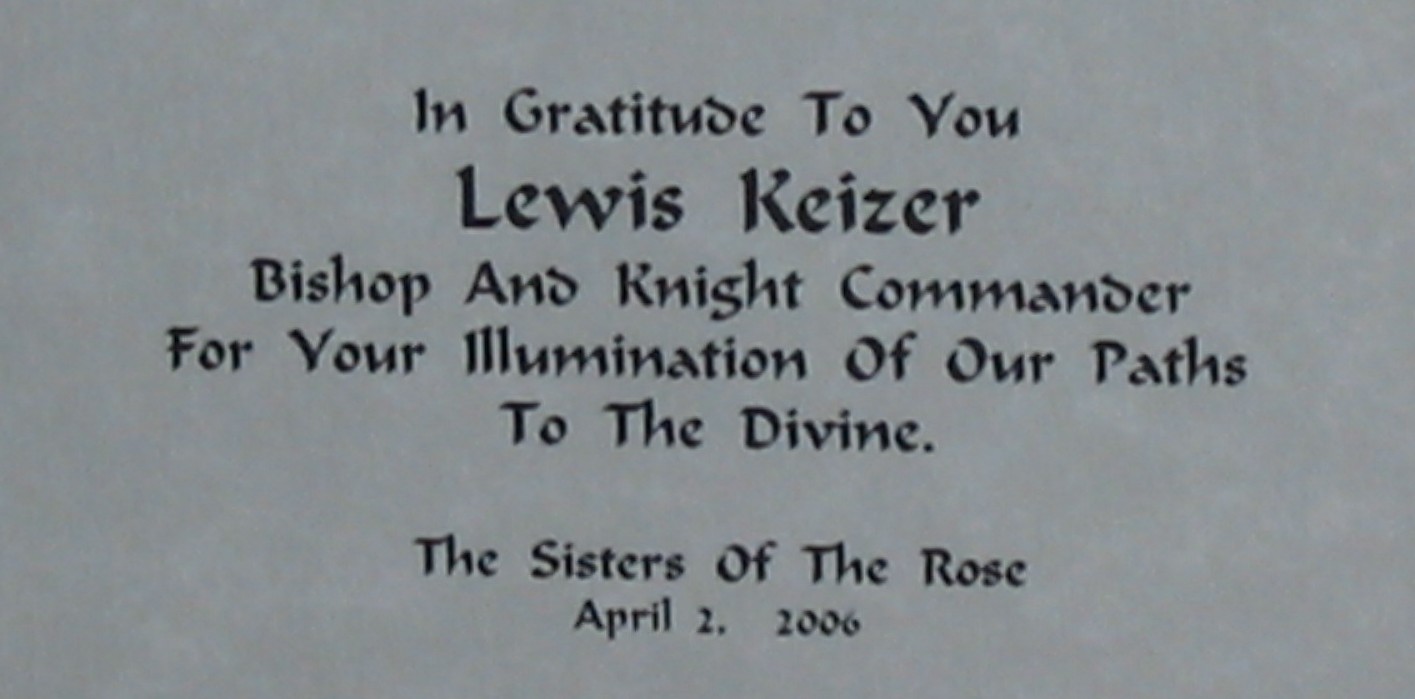 In Gratitude To You
Lewis Keizer
Bishop And Knight Commander
For Your Illumination Of Our Paths
To The Divine.
The Sisters Of The Rose
April 2, 2006